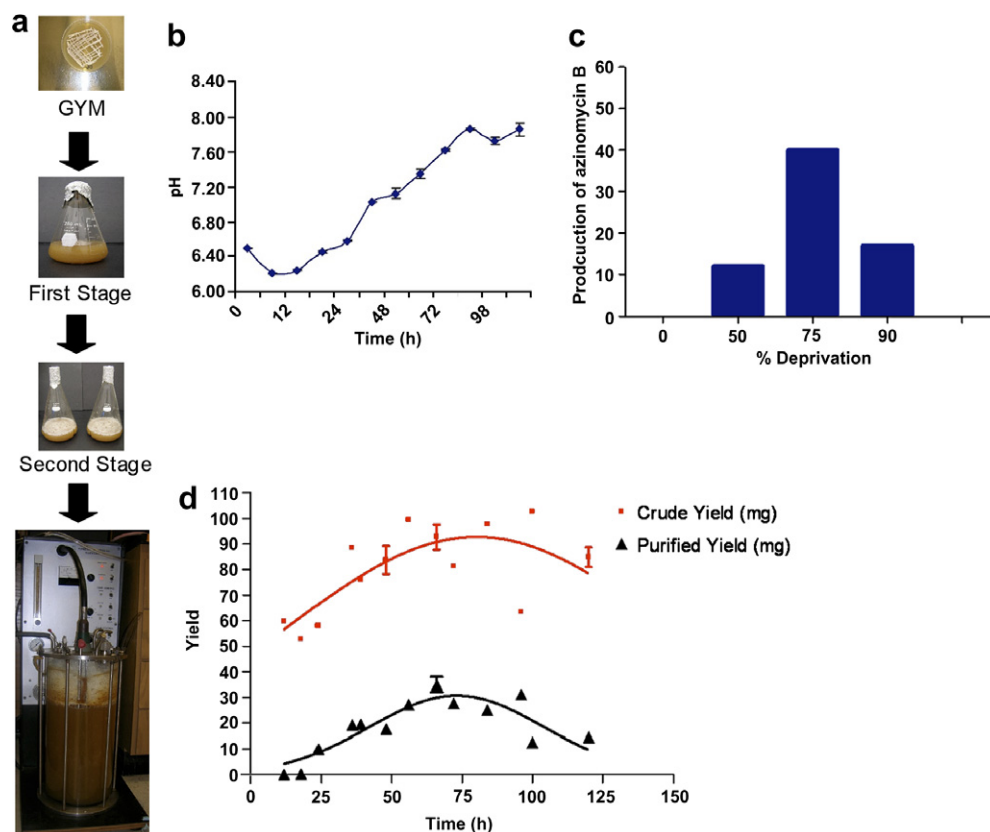 a
GYM
First Stage
Second Stage
b
8.40
8.00
7.60
7.20
6.80
6.40
6.00
pH
0 12 24 36 48 72 98
Time (h)
c
60
50
40
30
20
10
0
Prodcuction of azinomycin B
0 50 75 90
% Deprivation
d
110
100
90
80
70
60
50
40
30
20
10
0
Yield
0 25 50 75 100 125 150
Time (h)
Crude Yield (mg)
Purified Yield (mg)